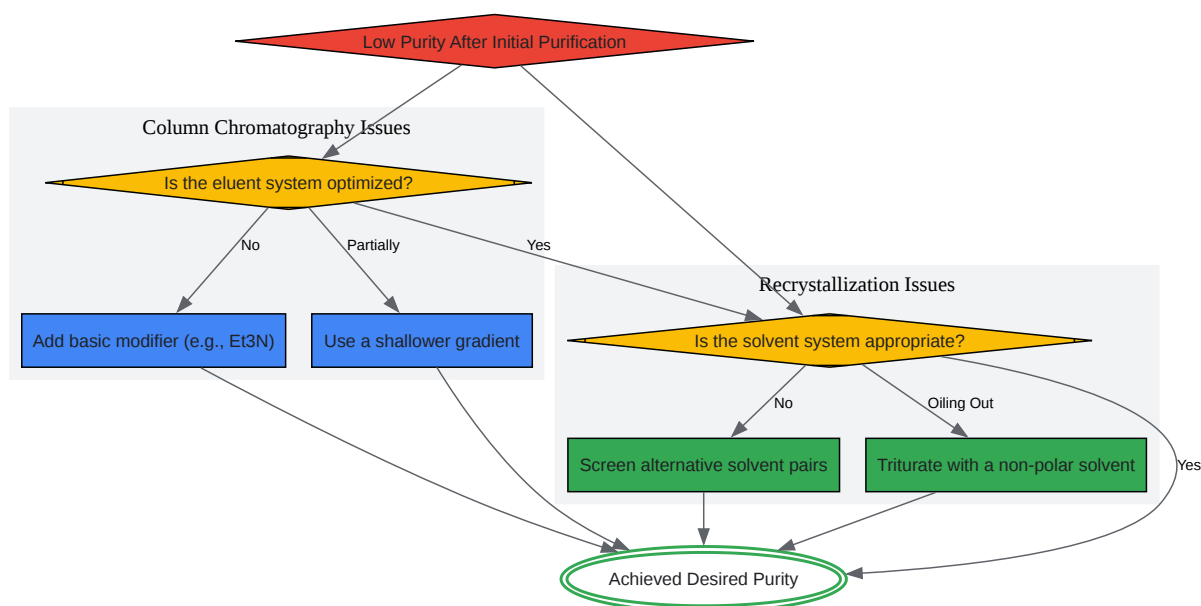 Low Purity After Initial Purification
Column Chromatography Issues
Is the eluent system optimized?
No
Partially
Yes
Recrystallization Issues
Add basic modifier (e.g., Et3N)
Use a shallower gradient
Is the solvent system appropriate?
No
Oiling Out
Yes
Screen alternative solvent pairs
Triturate with a non-polar solvent
Achieved Desired Purity